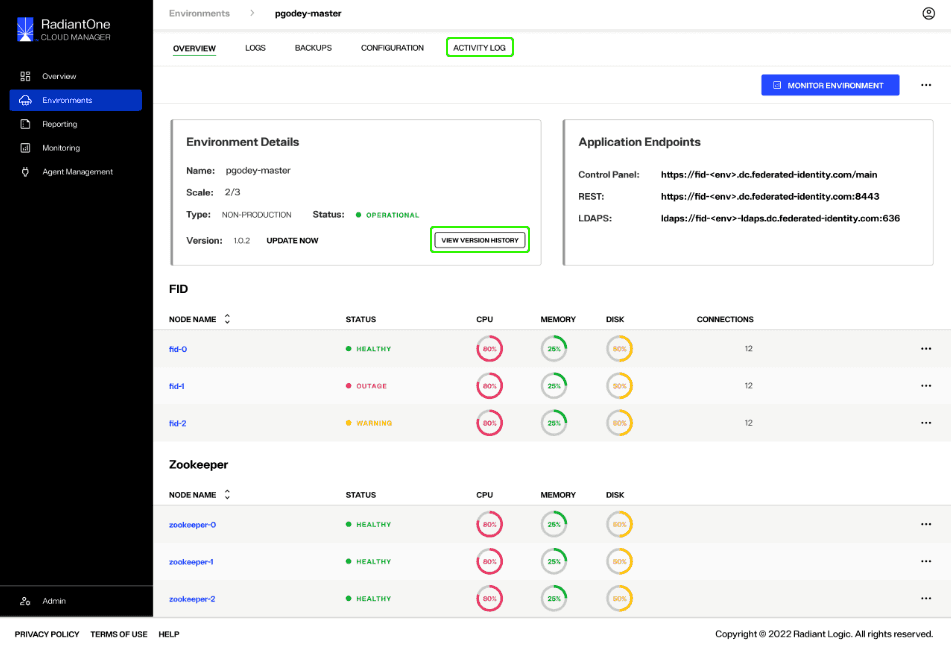 RadiantOne
CLOUD MANAGER
Overview
Environments
Reporting
Monitoring
Agent Management
Admin
Environments > pgodey-master
OVERVIEW LOGS BACKUPS CONFIGURATION ACTIVITY LOG
MONITOR ENVIRONMENT
Environment Details
Name: pgodey-master
Scale: 2/3
Type: NON-PRODUCTION Status: OPERATIONAL
Version: 1.0.2 UPDATE NOW VIEW VERSION HISTORY
Application Endpoints
Control Panel: https://fid-<env>.dc.federated-identity.com/main
REST: https://fid-<env>.dc.federated-identity.com:8443
LDAPS: ldaps://fid-<env>-ldaps.dc.federated-identity.com:636
FID
NODE NAME STATUS CPU MEMORY DISK CONNECTIONS
fid-0 HEALTHY 80% 25% 50% 12
fid-1 OUTAGE 80% 25% 50% 12
fid-2 WARNING 80% 25% 50% 12
Zookeeper
NODE NAME STATUS CPU MEMORY DISK
zookeeper-0 HEALTHY 80% 25% 50%
zookeeper-1 HEALTHY 80% 25% 50%
zookeeper-2 HEALTHY 80% 25% 50%
PRIVACY POLICY TERMS OF USE HELP
Copyright © 2022 Radiant Logic. All rights reserved.